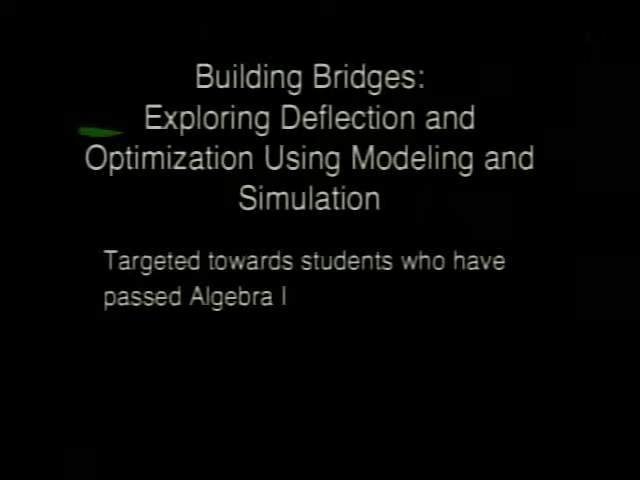 Building Bridges:
Exploring Deflection and
Optimization Using Modeling and
Simulation
Targeted towards students who have
passed Algebra I